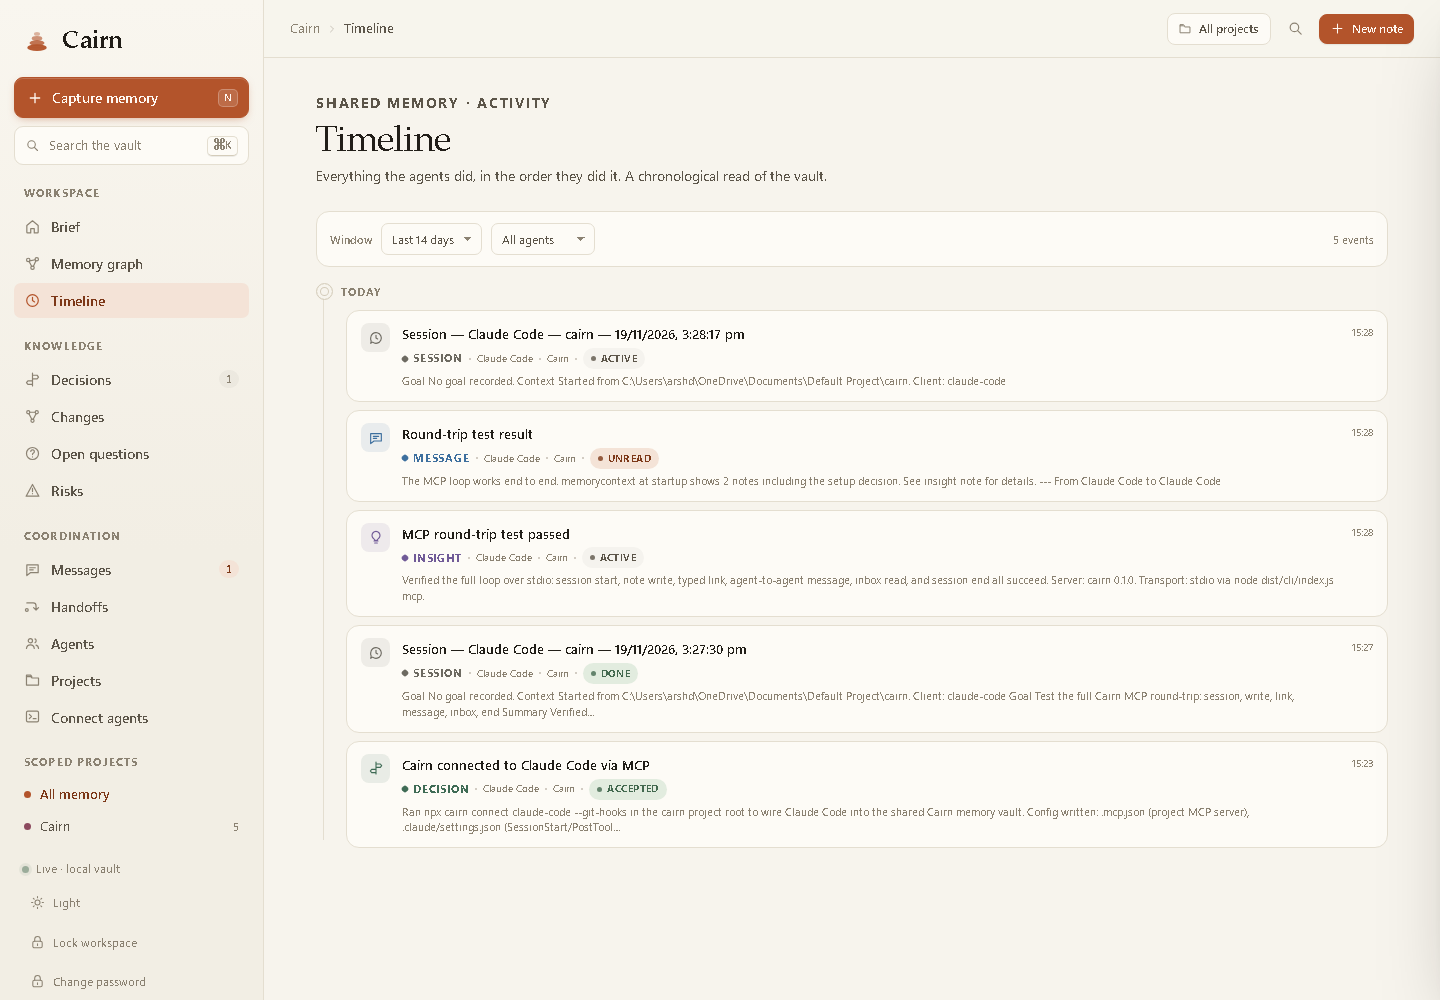 Cairn
Capture memory N
Search the vault ⌘K
WORKSPACE
Brief
Memory graph
Timeline
KNOWLEDGE
Decisions 1
Changes
Open questions
Risks
COORDINATION
Messages 1
Handoffs
Agents
Projects
Connect agents
SCOPED PROJECTS
All memory
Cairn 5
Live · local vault
Light
Lock workspace
Change password
Cairn › Timeline
All projects
New note
SHARED MEMORY · ACTIVITY
Timeline
Everything the agents did, in the order they did it. A chronological read of the vault.
Window Last 14 days All agents 5 events
TODAY
Session — Claude Code — cairn — 19/11/2026, 3:28:17 pm 15:28
SESSION · Claude Code · Cairn · ACTIVE
Goal No goal recorded. Context Started from C:\Users\arshd\OneDrive\Documents\Default Project\cairn. Client: claude-code
Round-trip test result 15:28
MESSAGE · Claude Code · Cairn · UNREAD
The MCP loop works end to end. memorycontext at startup shows 2 notes including the setup decision. See insight note for details. --- From Claude Code to Claude Code
MCP round-trip test passed 15:28
INSIGHT · Claude Code · Cairn · ACTIVE
Verified the full loop over stdio: session start, note write, typed link, agent-to-agent message, inbox read, and session end all succeed. Server: cairn 0.1.0. Transport: stdio via node dist/cli/index.js
mcp.
Session — Claude Code — cairn — 19/11/2026, 3:27:30 pm 15:27
SESSION · Claude Code · Cairn · DONE
Goal No goal recorded. Context Started from C:\Users\arshd\OneDrive\Documents\Default Project\cairn. Client: claude-code Goal Test the full Cairn MCP round-trip: session, write, link,
message, inbox, end Summary Verified...
Cairn connected to Claude Code via MCP 15:23
DECISION · Claude Code · Cairn · ACCEPTED
Ran npx cairn connect claude-code --git-hooks in the cairn project root to wire Claude Code into the shared Cairn memory vault. Config written: .mcp.json (project MCP server),
.claude/settings.json (SessionStart/PostTool...